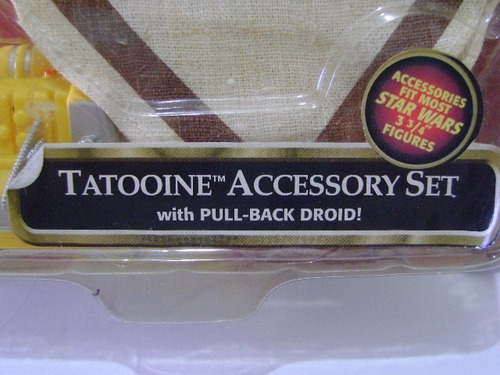 ACCESSORIES
FIT MOST
STAR WARS
3 3/4"
FIGURES
TATOOINE™ ACCESSORY SET
with PULL-BACK DROID!